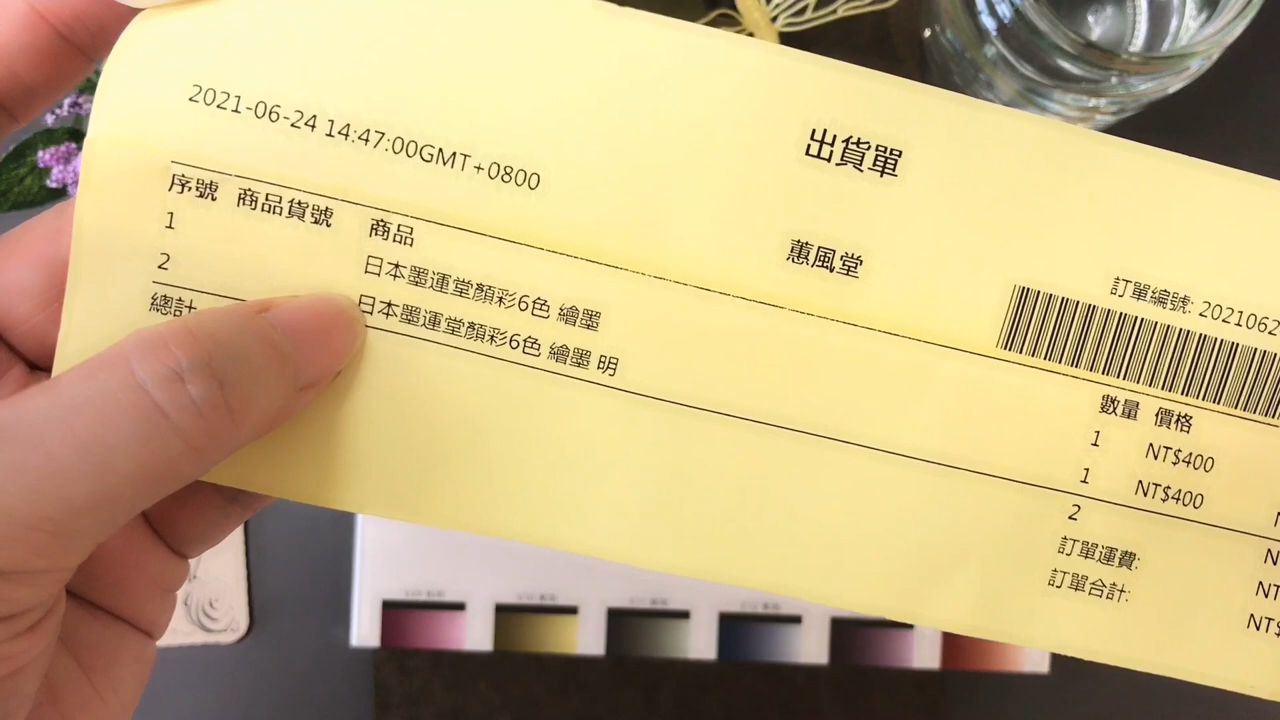 2021-06-24 14:47:00GMT+0800
出貨單
蕙風堂
訂單編號: 2021062
序號 商品貨號 商品 數量 價格
1 日本墨運堂顏彩6色 繪墨 1 NT$400
2 日本墨運堂顏彩6色 繪墨 明 1 NT$400
總計 2
訂單運費:
訂單合計: